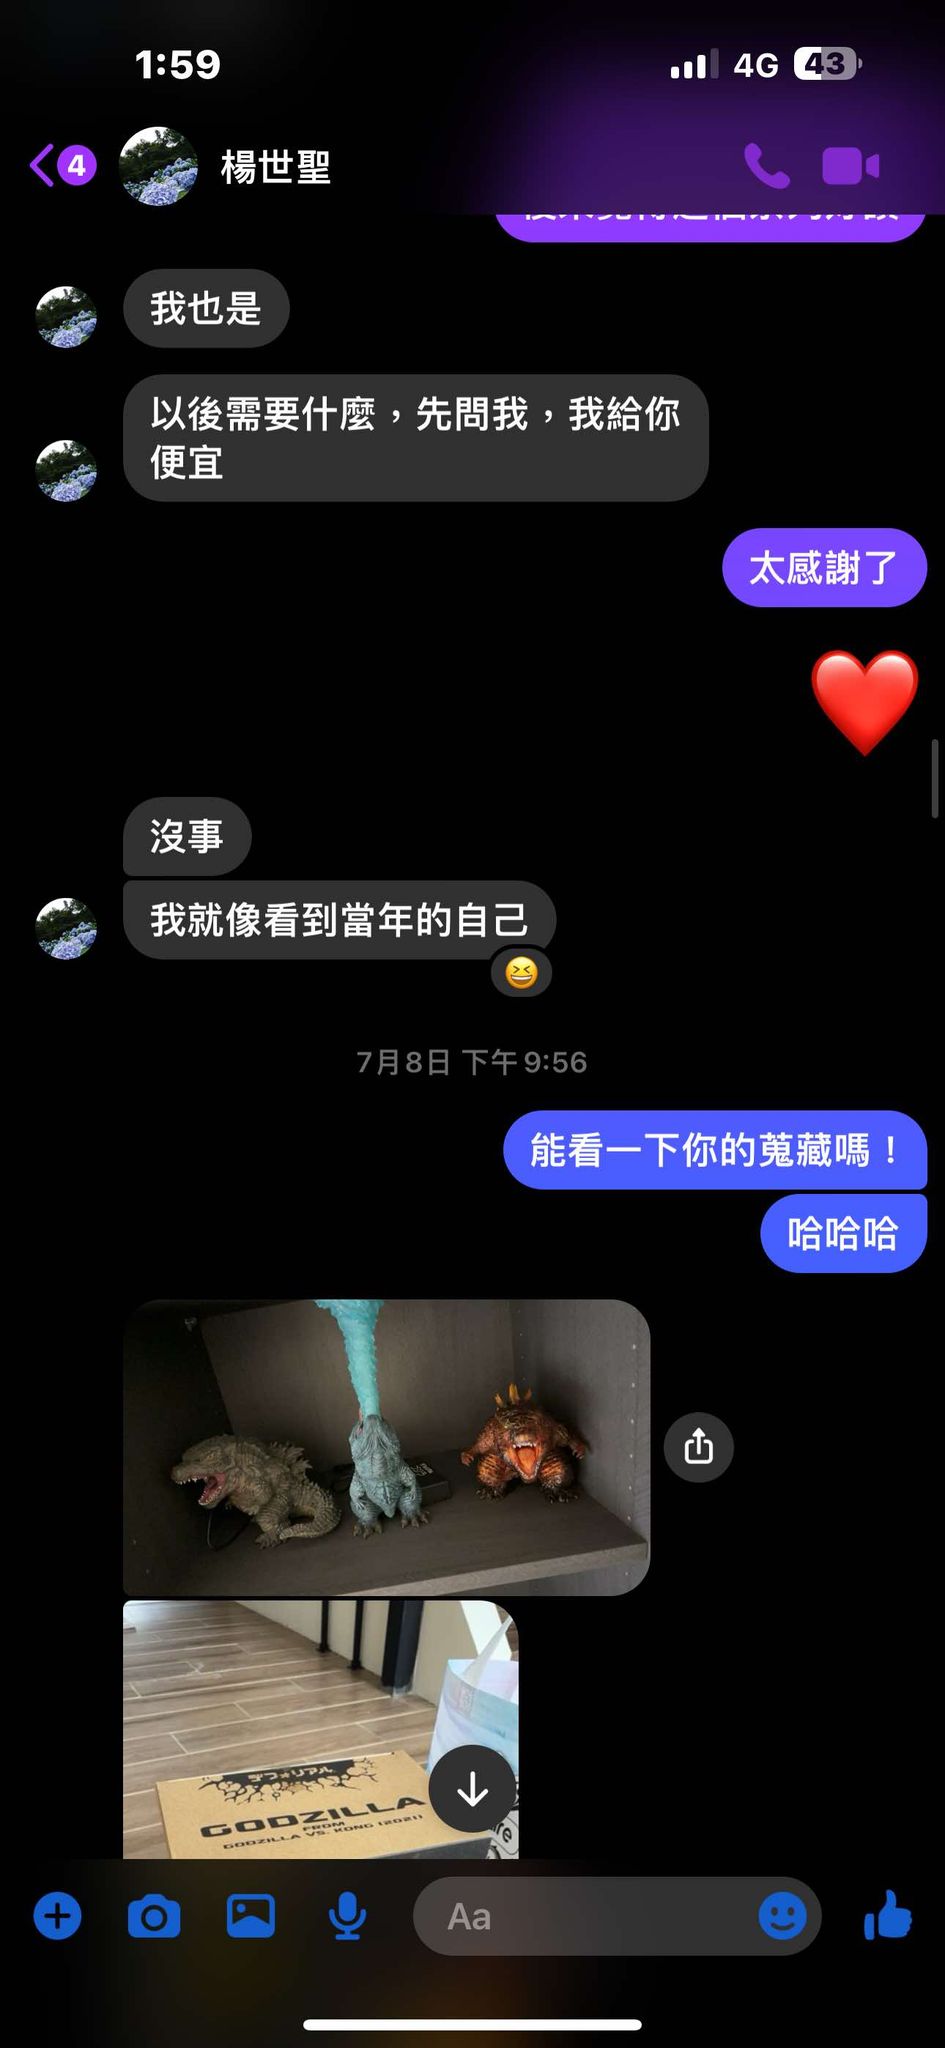 1:59
4G
43
4
楊世聖
我也是
以後需要什麼，先問我，我給你
便宜
太感謝了
沒事
我就像看到當年的自己
7月8日 下午9:56
能看一下你的蒐藏嗎！
哈哈哈
デフォリアル
GODZILLA
FROM
GODZILLA VS. KONG (2021)
Aa